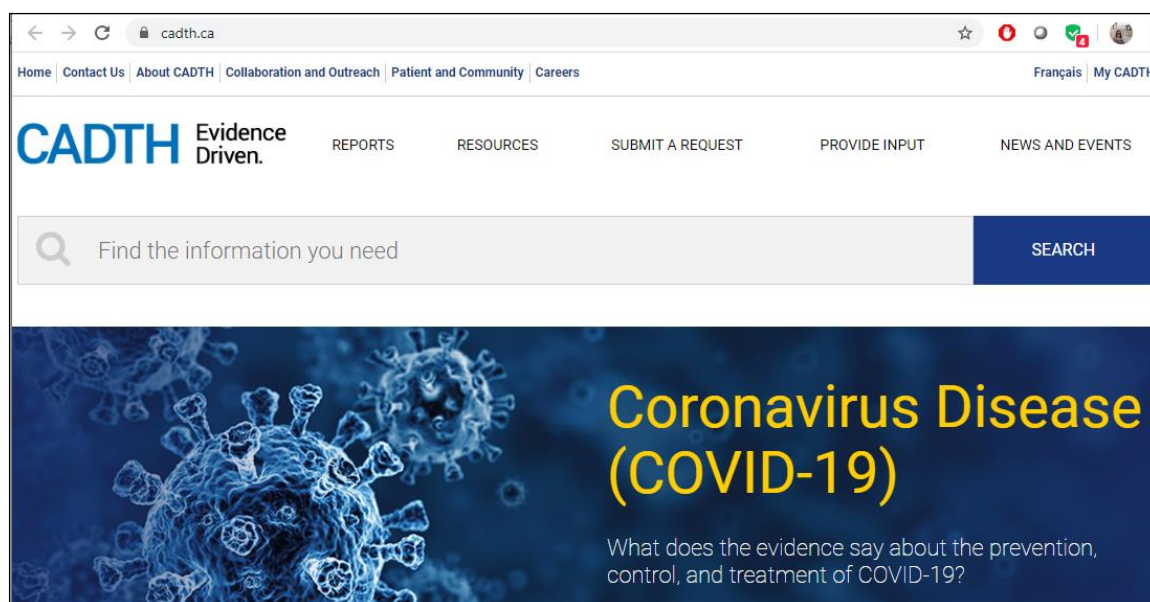 cadth.ca
4
Home Contact Us About CADTH Collaboration and Outreach Patient and Community Careers Français My CADTH
CADTH Evidence Driven. REPORTS RESOURCES SUBMIT A REQUEST PROVIDE INPUT NEWS AND EVENTS
Find the information you need SEARCH
Coronavirus Disease
(COVID-19)
What does the evidence say about the prevention,
control, and treatment of COVID-19?